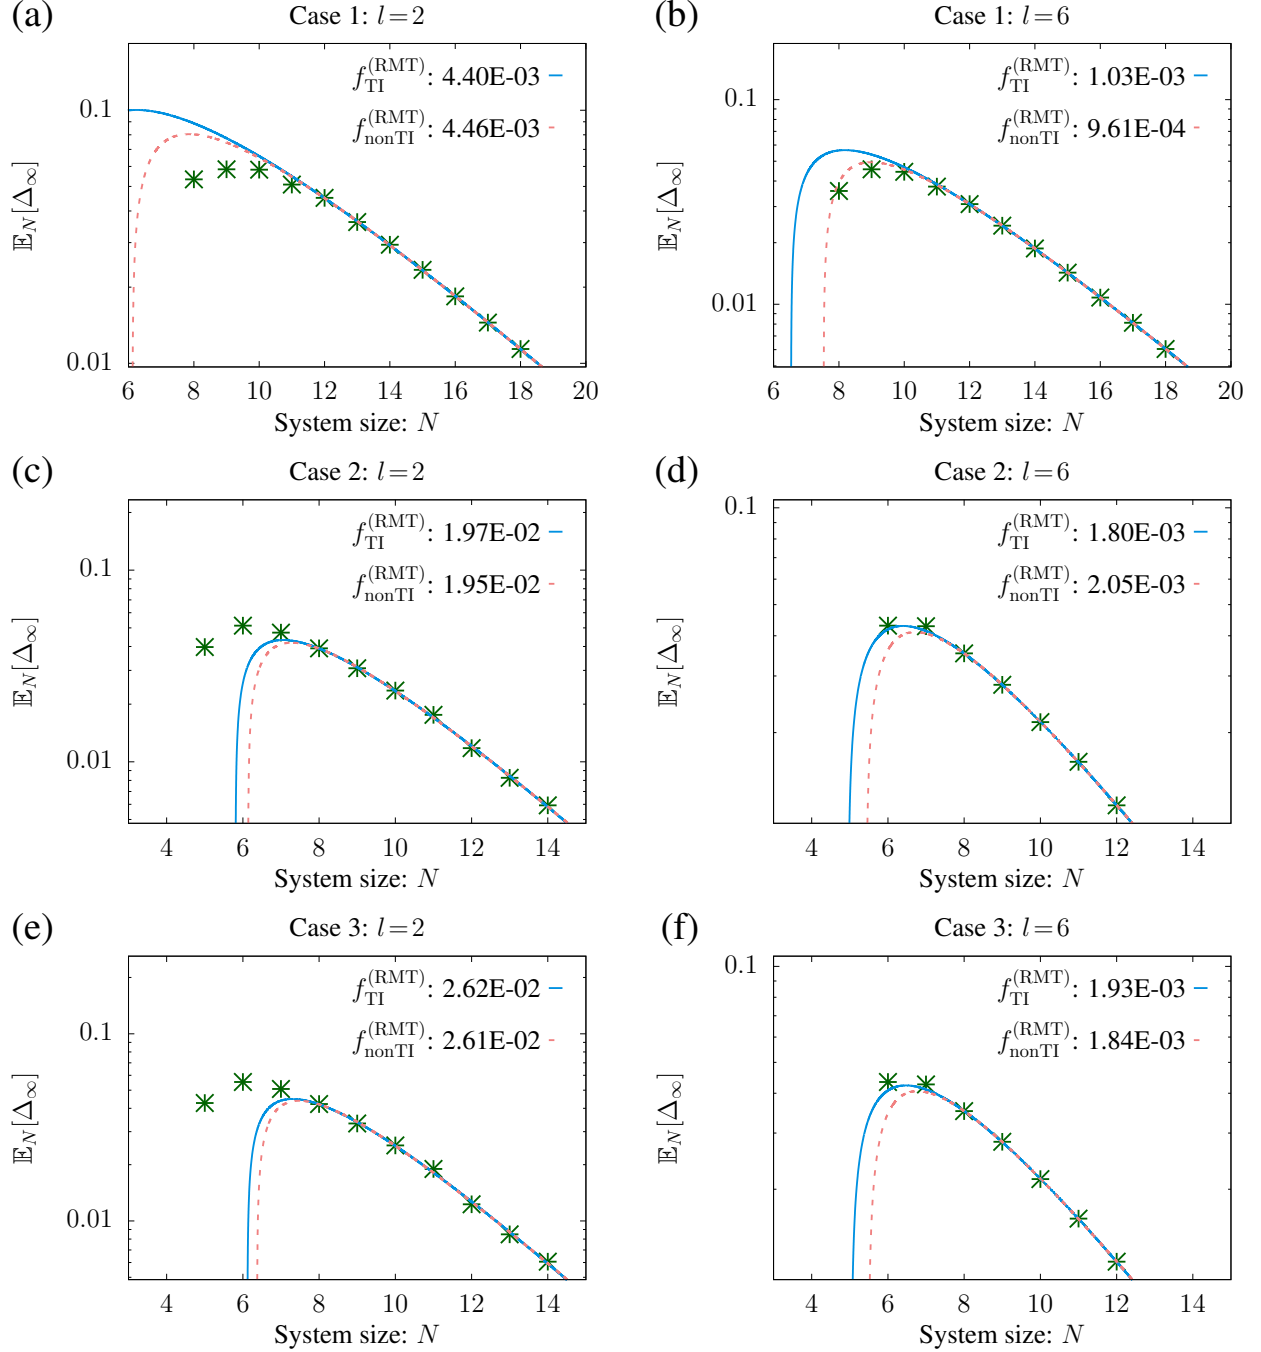 (a) Case 1: l=2
f_TI^(RMT): 4.40E-03
f_nonTI^(RMT): 4.46E-03
0.1
0.01
𝔼_N[Δ_∞]
6 8 10 12 14 16 18 20
System size: N
(b) Case 1: l=6
f_TI^(RMT): 1.03E-03
f_nonTI^(RMT): 9.61E-04
0.1
0.01
𝔼_N[Δ_∞]
6 8 10 12 14 16 18 20
System size: N
(c) Case 2: l=2
f_TI^(RMT): 1.97E-02
f_nonTI^(RMT): 1.95E-02
0.1
0.01
𝔼_N[Δ_∞]
4 6 8 10 12 14
System size: N
(d) Case 2: l=6
f_TI^(RMT): 1.80E-03
f_nonTI^(RMT): 2.05E-03
0.1
𝔼_N[Δ_∞]
4 6 8 10 12 14
System size: N
(e) Case 3: l=2
f_TI^(RMT): 2.62E-02
f_nonTI^(RMT): 2.61E-02
0.1
0.01
𝔼_N[Δ_∞]
4 6 8 10 12 14
System size: N
(f) Case 3: l=6
f_TI^(RMT): 1.93E-03
f_nonTI^(RMT): 1.84E-03
0.1
𝔼_N[Δ_∞]
4 6 8 10 12 14
System size: N